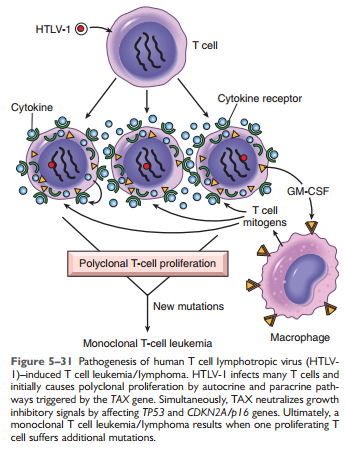 HTLV-1
T cell
Cytokine
Cytokine receptor
GM-CSF
T cell
mitogens
Polyclonal T-cell proliferation
New mutations
Monoclonal T-cell leukemia
Macrophage
Figure 5–31 Pathogenesis of human T cell lymphotropic virus (HTLV-
1)–induced T cell leukemia/lymphoma. HTLV-1 infects many T cells and
initially causes polyclonal proliferation by autocrine and paracrine path-
ways triggered by the TAX gene. Simultaneously, TAX neutralizes growth
inhibitory signals by affecting TP53 and CDKN2A/p16 genes. Ultimately, a
monoclonal T cell leukemia/lymphoma results when one proliferating T
cell suffers additional mutations.